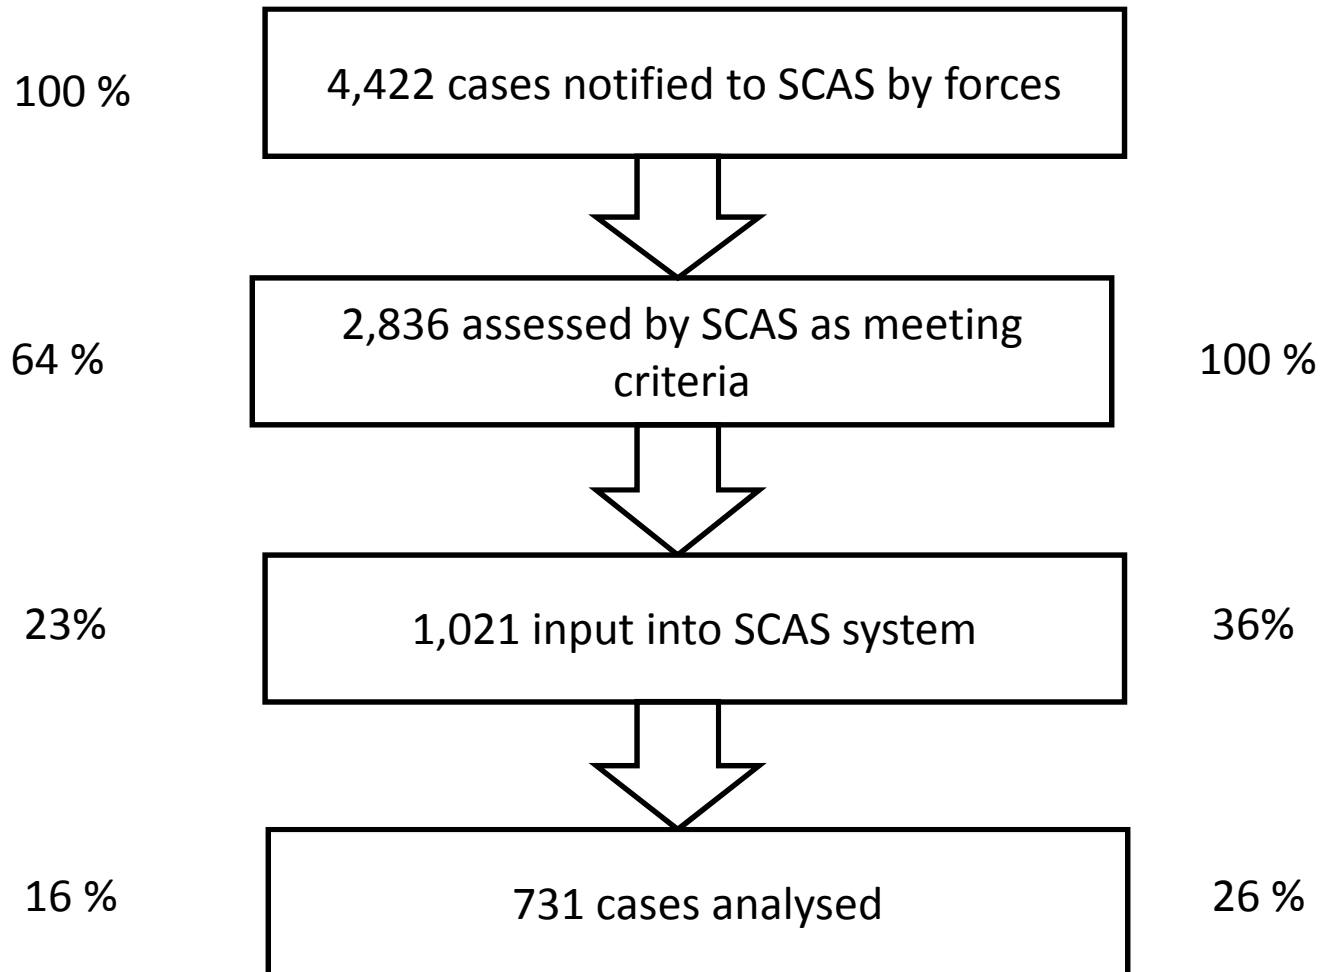 100 %
4,422 cases notified to SCAS by forces
64 %
2,836 assessed by SCAS as meeting
criteria
100 %
23%
1,021 input into SCAS system
36%
16 %
731 cases analysed
26 %